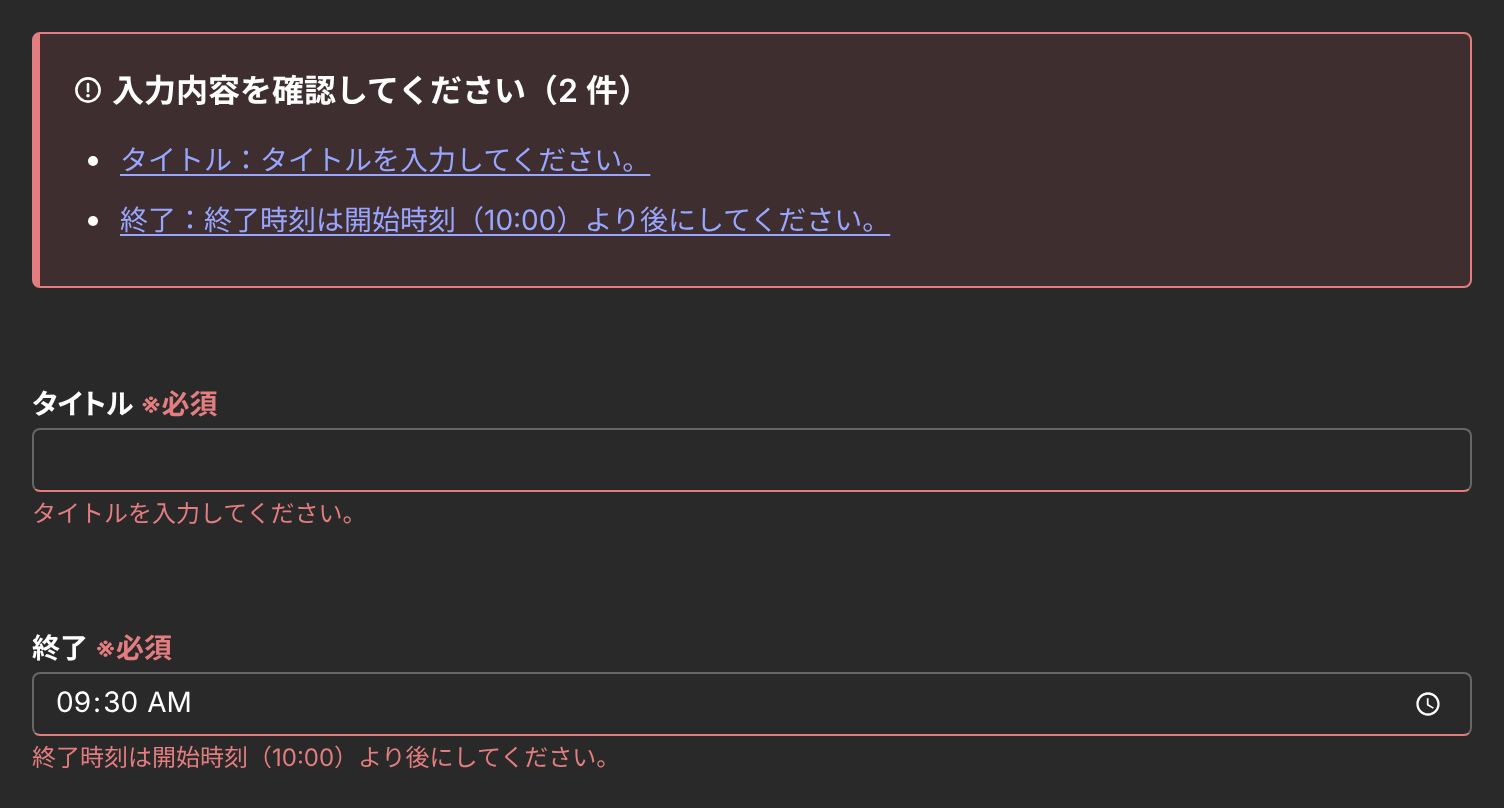 入力内容を確認してください（2 件）
タイトル：タイトルを入力してください。
終了：終了時刻は開始時刻（10:00）より後にしてください。
タイトル ※必須
タイトルを入力してください。
終了 ※必須
09:30 AM
終了時刻は開始時刻（10:00）より後にしてください。